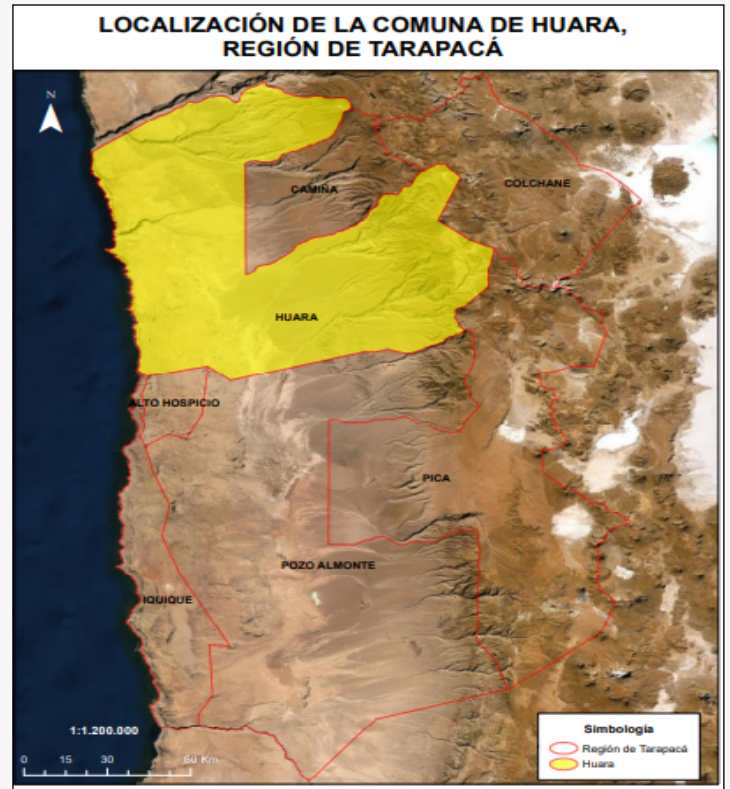 LOCALIZACIÓN DE LA COMUNA DE HUARA,
REGIÓN DE TARAPACÁ
N
CAMIÑA
COLCHANE
HUARA
ALTO HOSPICIO
PICA
POZO ALMONTE
IQUIQUE
1:1.200.000
0 15 30 60 Km
Simbología
Región de Tarapacá
Huara